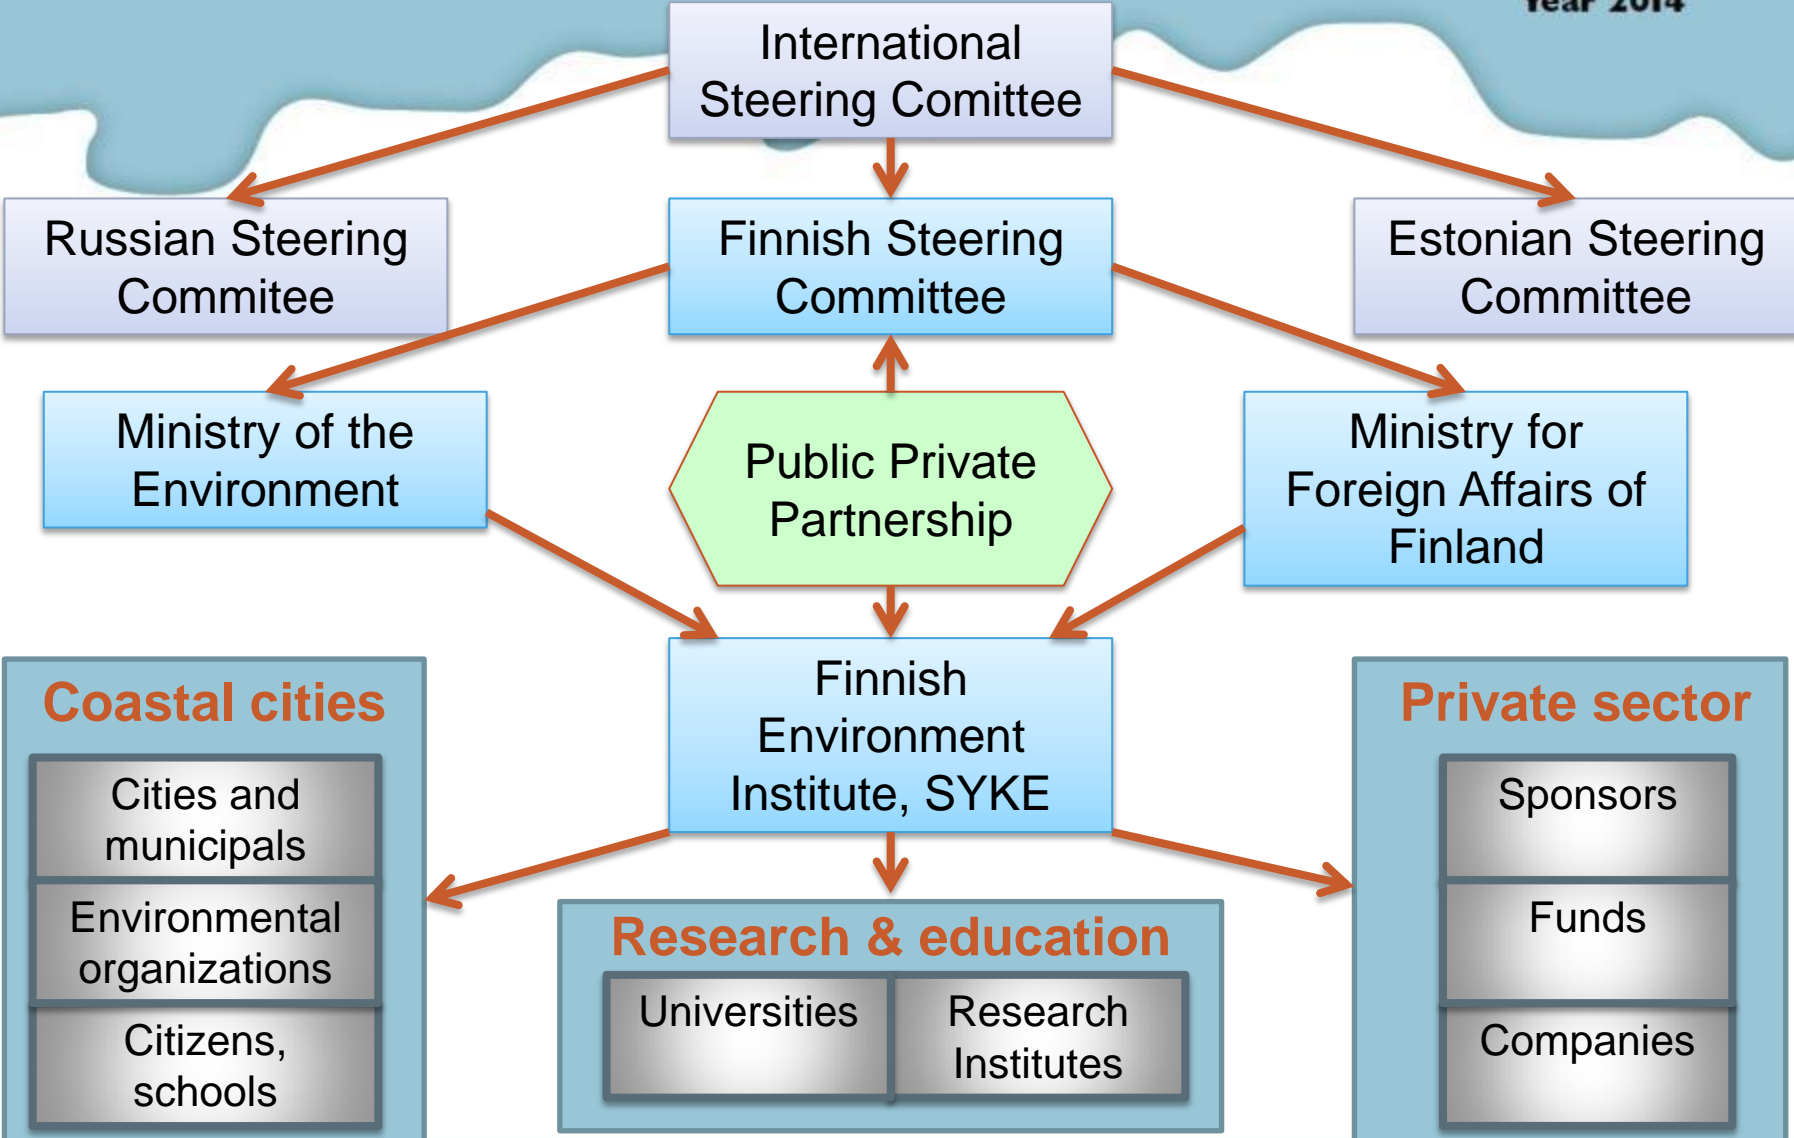 Year 2014
International
Steering Comittee
Russian Steering
Commitee
Finnish Steering
Committee
Estonian Steering
Committee
Ministry of the
Environment
Public Private
Partnership
Ministry for
Foreign Affairs of
Finland
Finnish
Environment
Institute, SYKE
Coastal cities
Cities and
municipals
Environmental
organizations
Citizens,
schools
Research & education
Universities
Research
Institutes
Private sector
Sponsors
Funds
Companies